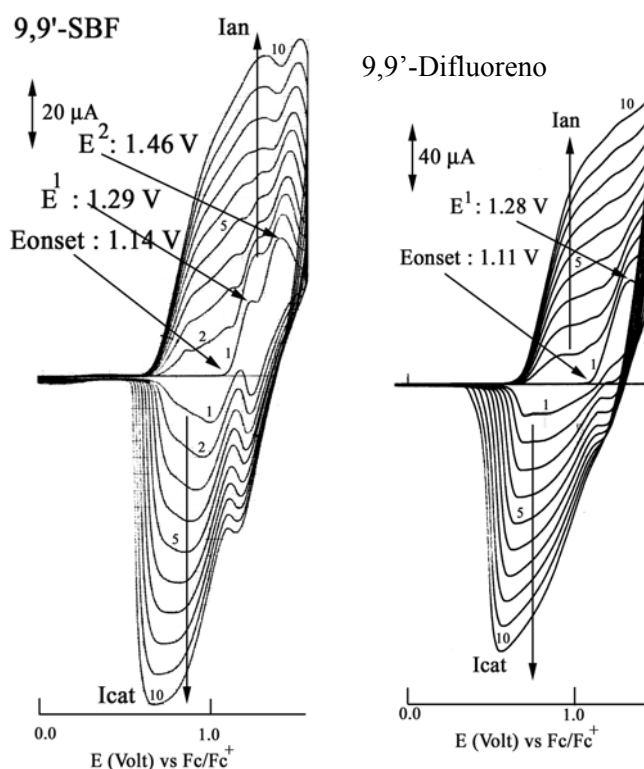 9,9'-SBF
Ian
10
20 µA
E² : 1.46 V
E¹ : 1.29 V
Eonset : 1.14 V
5
2
1
1
2
5
Icat
10
0.0
1.0
E (Volt) vs Fc/Fc⁺
9,9’-Difluoreno
10
Ian
40 µA
E¹ : 1.28 V
5
Eonset : 1.11 V
1
1
5
10
Icat
0.0
1.0
E (Volt) vs Fc/Fc⁺